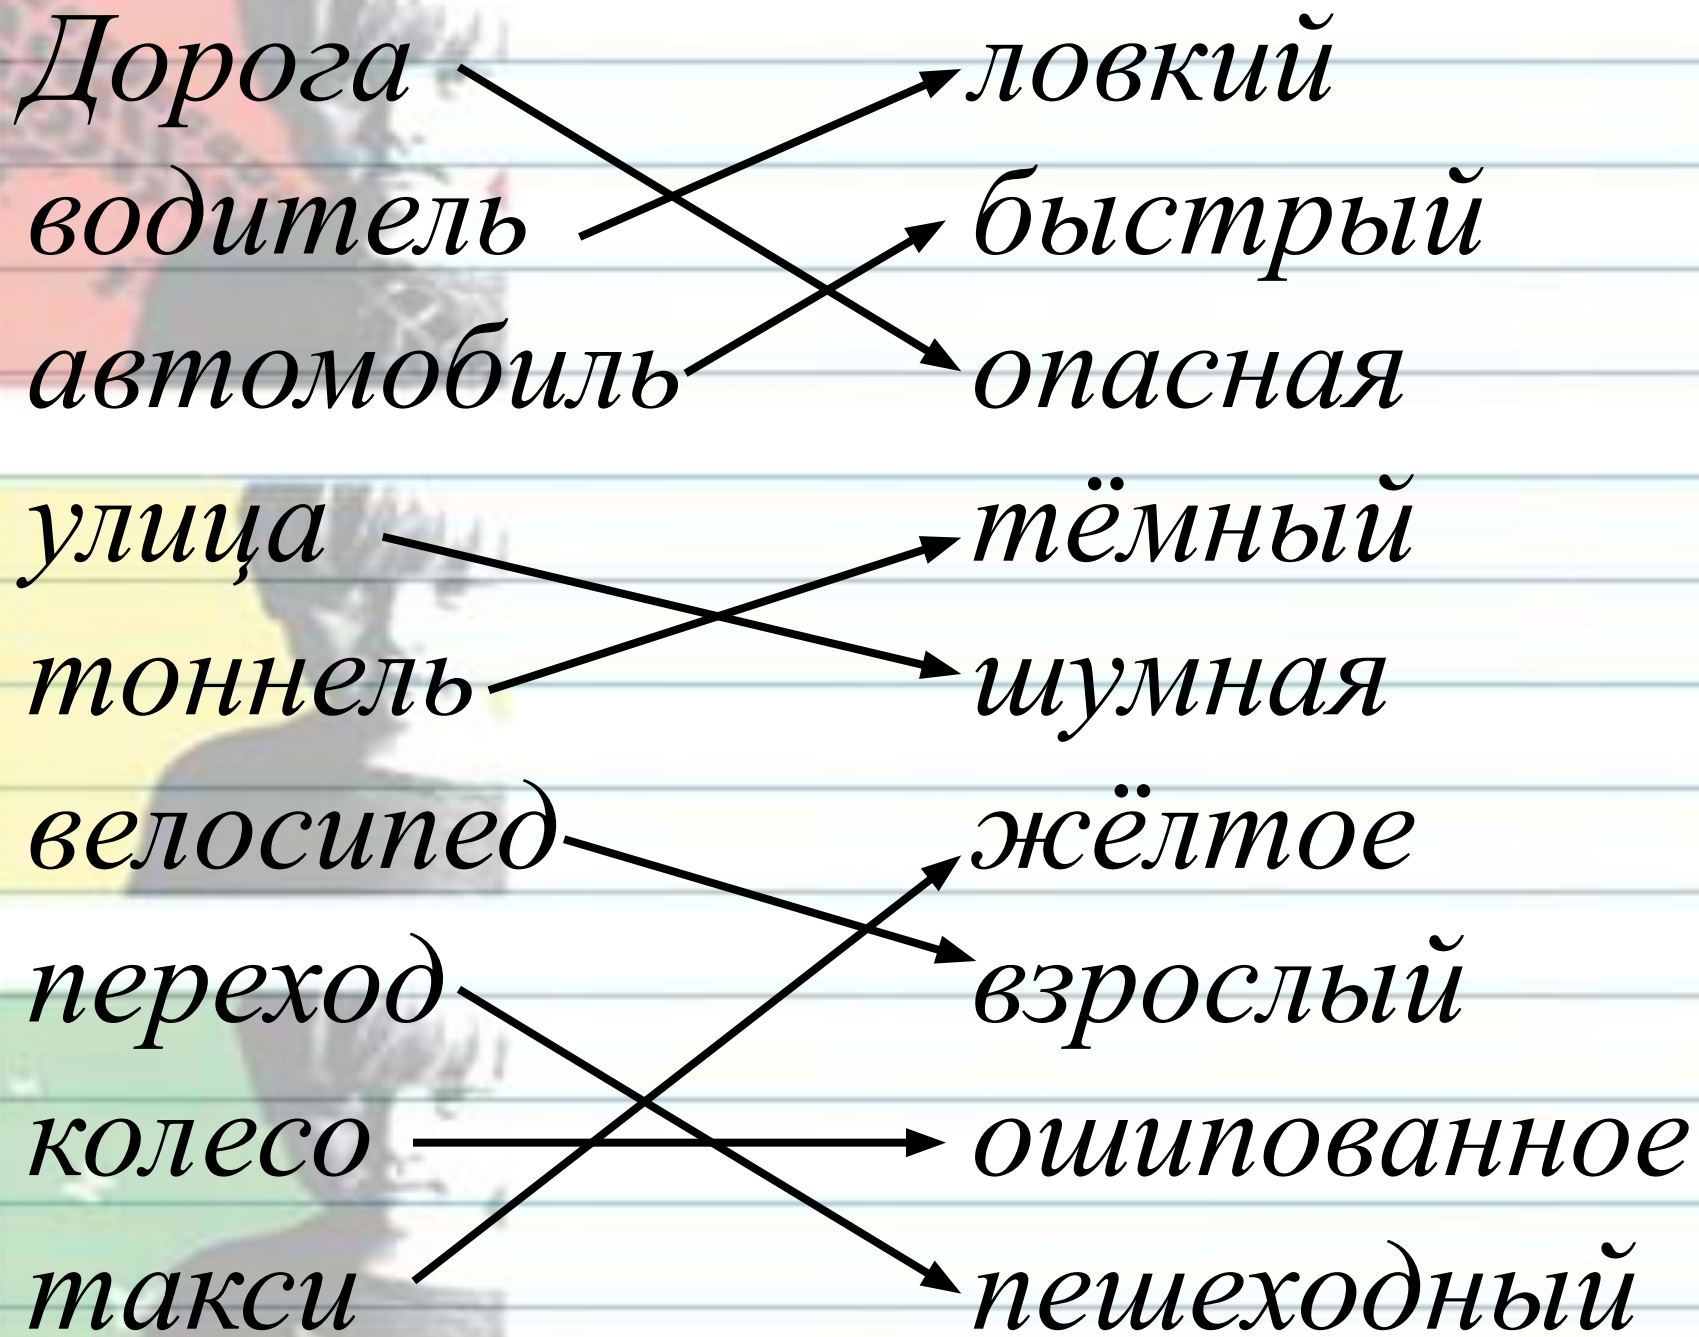 Дорога ловкий
водитель быстрый
автомобиль опасная
улица тёмный
тоннель шумная
велосипед жёлтое
переход взрослый
колесо ошипованное
такси пешеходный